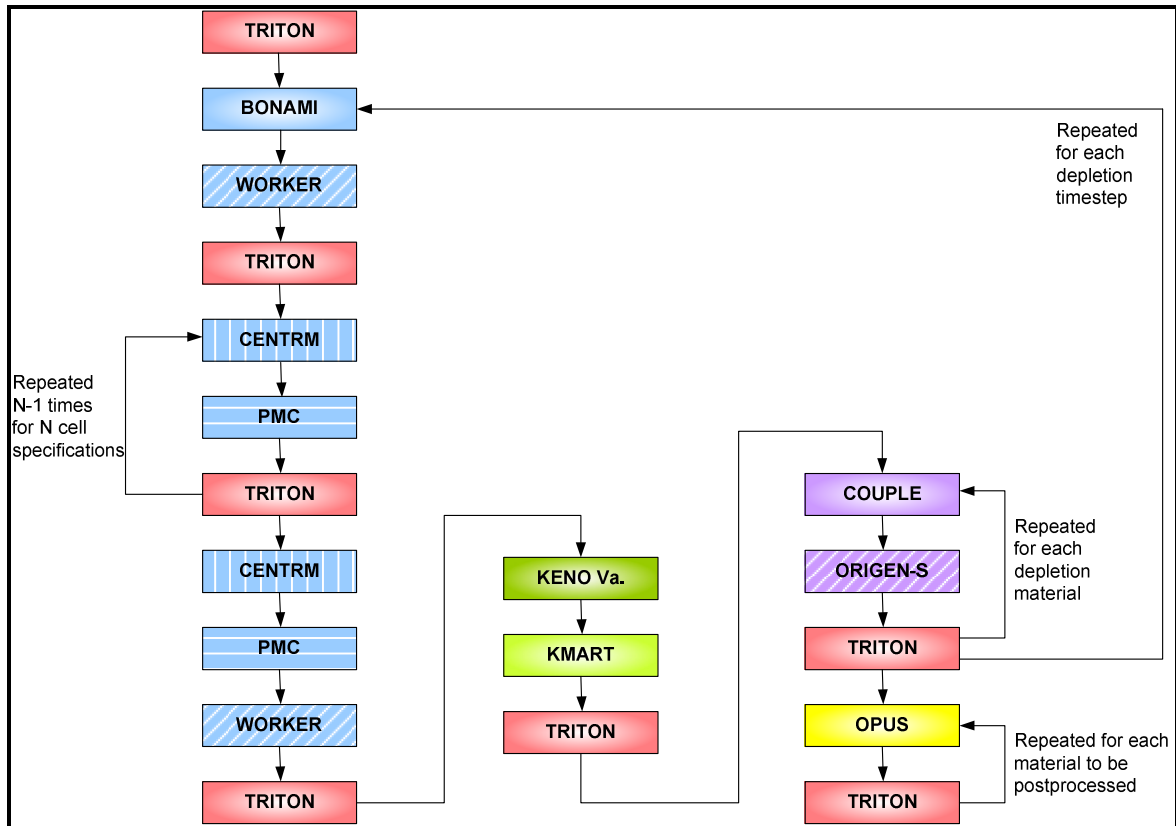 TRITON
BONAMI
WORKER
TRITON
CENTRM
PMC
TRITON
CENTRM
PMC
WORKER
TRITON
Repeated
N-1 times
for N cell
specifications
KENO Va.
KMART
TRITON
COUPLE
ORIGEN-S
TRITON
OPUS
TRITON
Repeated
for each
depletion
timestep
Repeated
for each
depletion
material
Repeated for each
material to be
postprocessed